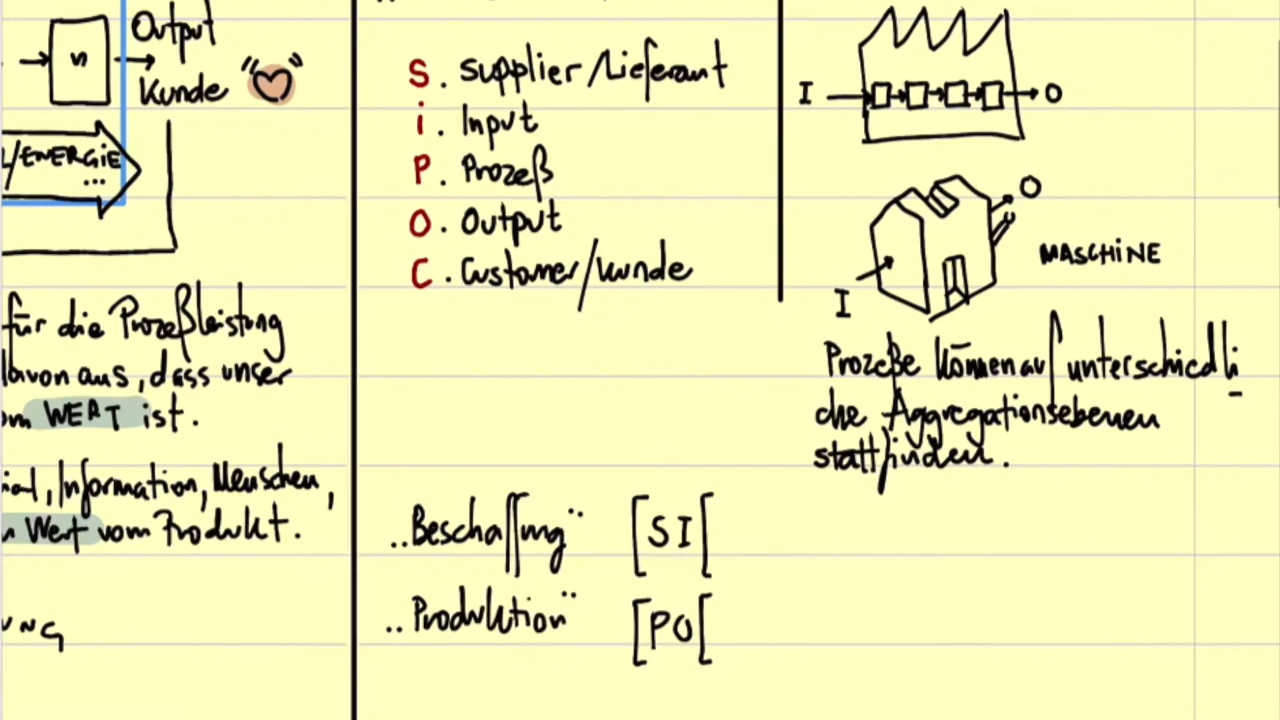 n
Output
Kunde
/ENERGiE
...
für die Prozeßleistung
davon aus, dass unser
WERT ist.
Information, Menschen,
Wert vom Produkt.
UNG
S. Supplier/Lieferant
i. Input
P. Prozeß
O. Output
C. Customer/Kunde
..Beschaffung¨ [SI[
..Produktion¨ [PO[
I O
O
I
MASCHINE
Prozeße können auf unterschiedli
che Aggregationsebenen
stattfinden.